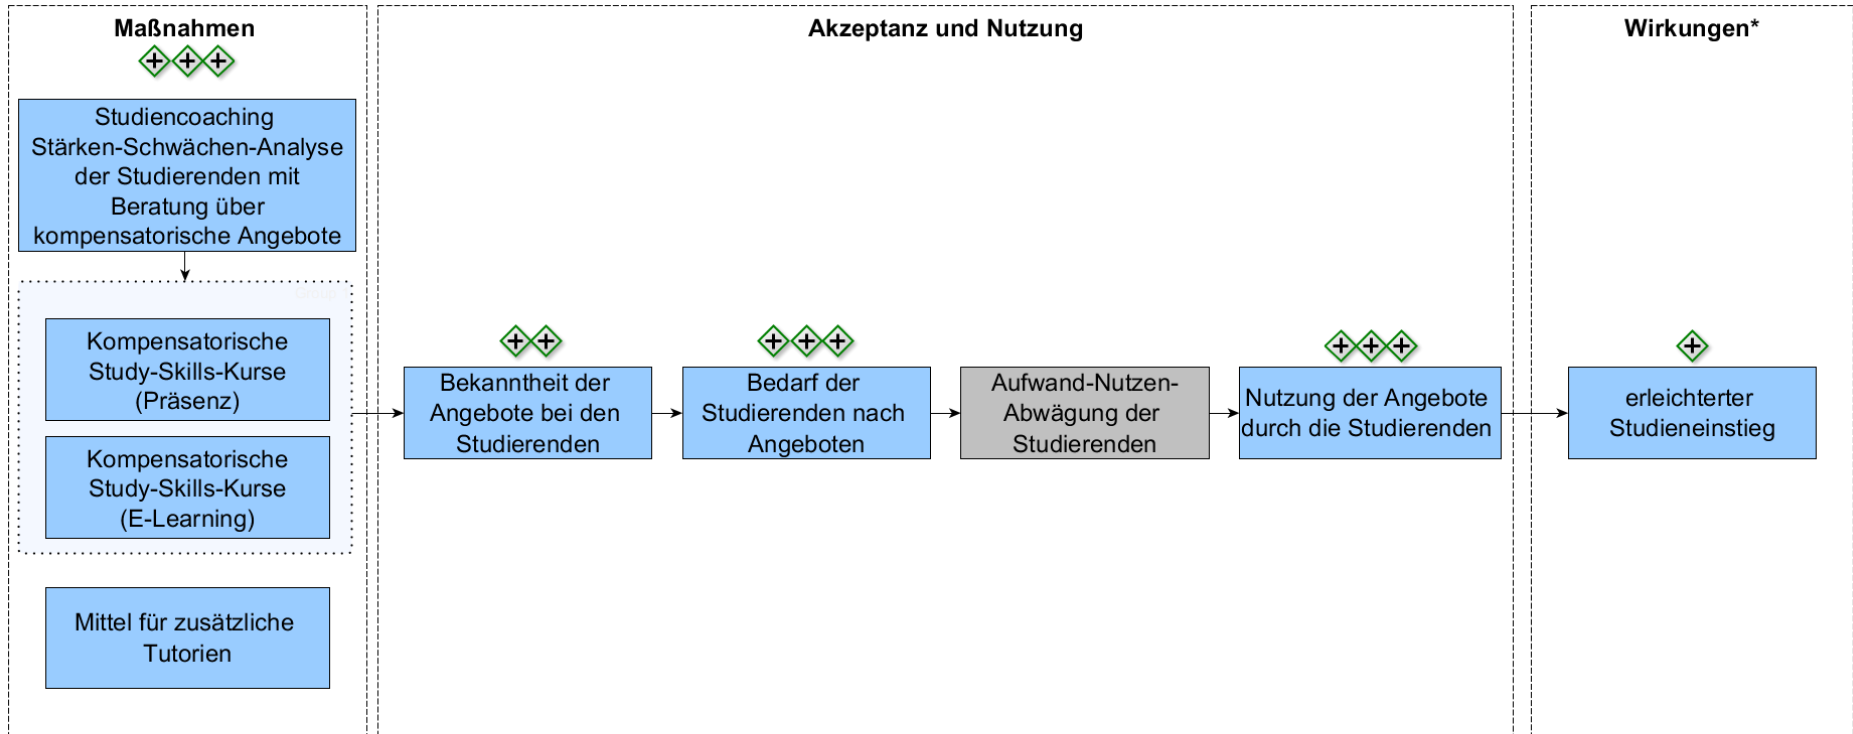 Maßnahmen
Studiencoaching
Stärken-Schwächen-Analyse
der Studierenden mit
Beratung über
kompensatorische Angebote
Group
Kompensatorische
Study-Skills-Kurse
(Präsenz)
Kompensatorische
Study-Skills-Kurse
(E-Learning)
Mittel für zusätzliche
Tutorien
Akzeptanz und Nutzung
Bekanntheit der
Angebote bei den
Studierenden
Bedarf der
Studierenden nach
Angeboten
Aufwand-Nutzen-
Abwägung der
Studierenden
Nutzung der Angebote
durch die Studierenden
Wirkungen*
erleichterter
Studieneinstieg